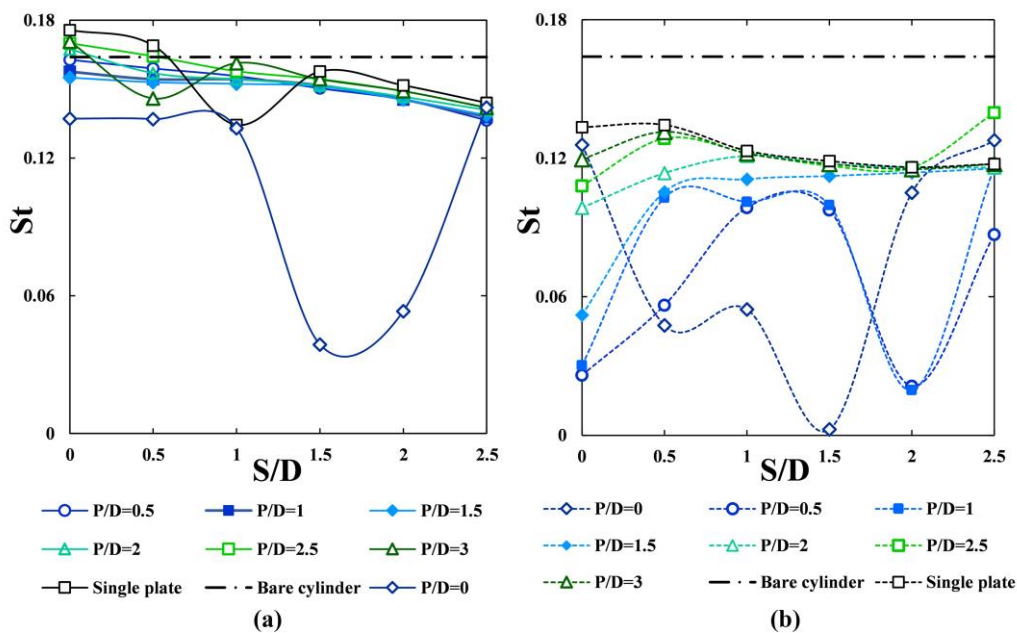 0.18
0.12
0.06
0
St
0 0.5 1 1.5 2 2.5
S/D
P/D=0.5 P/D=1 P/D=1.5
P/D=2 P/D=2.5 P/D=3
Single plate Bare cylinder P/D=0
(a)
0.18
0.12
0.06
0
St
0 0.5 1 1.5 2 2.5
S/D
P/D=0 P/D=0.5 P/D=1
P/D=1.5 P/D=2 P/D=2.5
P/D=3 Bare cylinder Single plate
(b)